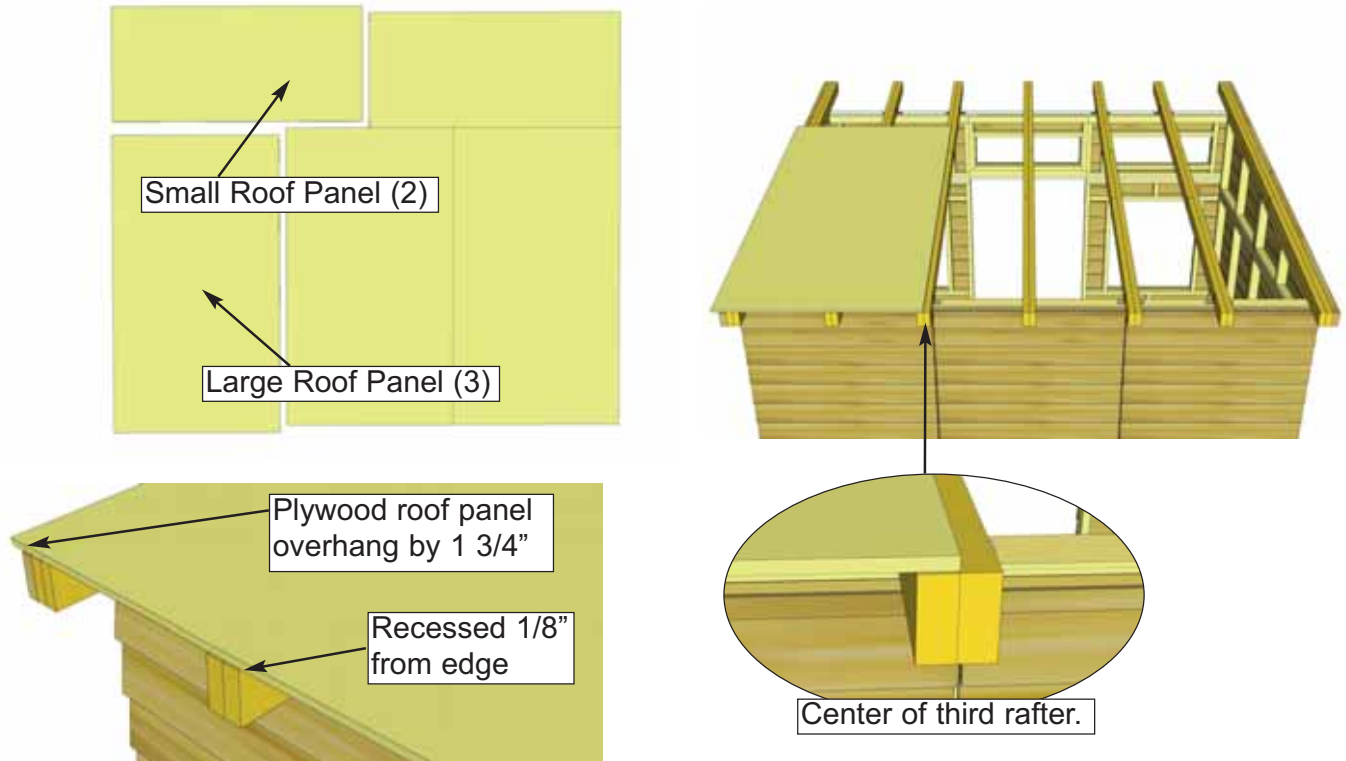 Small Roof Panel (2)
Large Roof Panel (3)
Plywood roof panel
overhang by 1 3/4”
Recessed 1/8”
from edge
Center of third rafter.